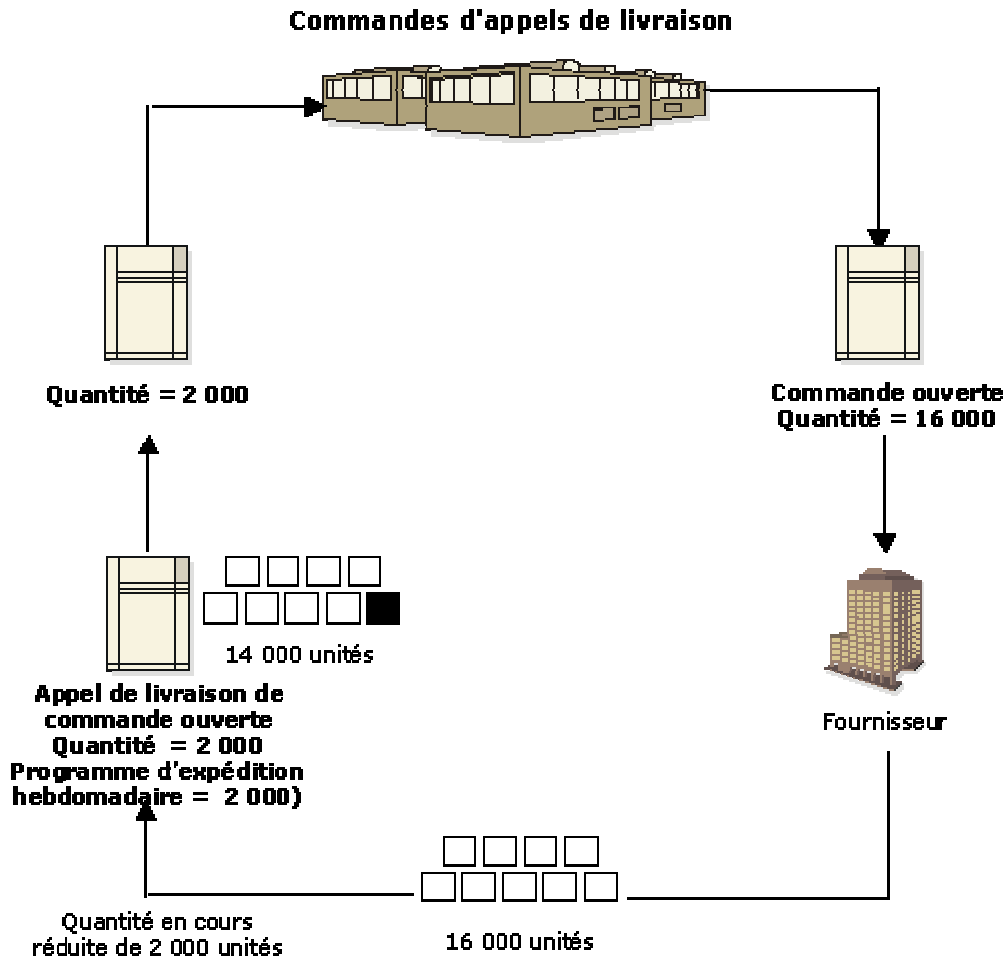 Commandes d'appels de livraison
Quantité = 2 000
Commande ouverte
Quantité = 16 000
14 000 unités
Appel de livraison de
commande ouverte
Quantité = 2 000
Programme d'expédition
hebdomadaire = 2 000)
Fournisseur
Quantité en cours
réduite de 2 000 unités
16 000 unités